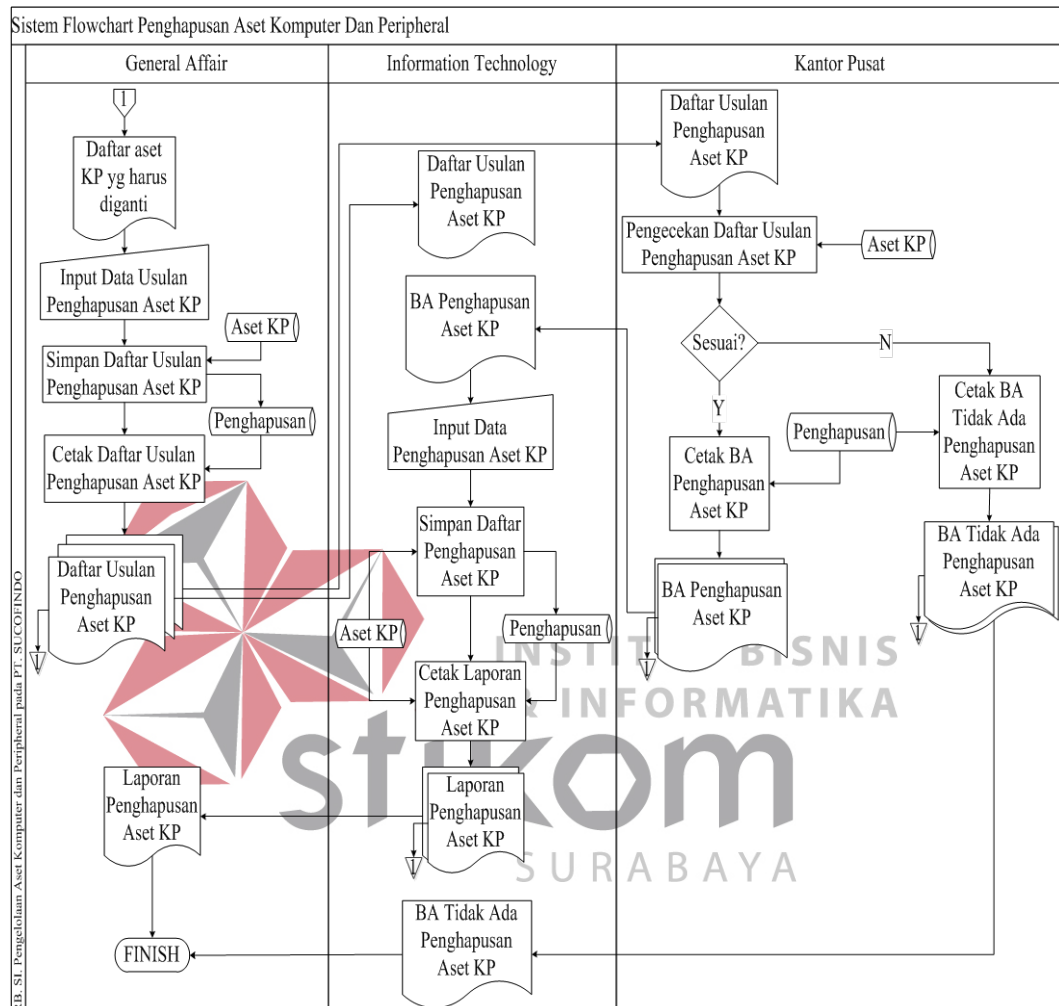 Sistem Flowchart Penghapusan Aset Komputer Dan Peripheral
General Affair
Information Technology
Kantor Pusat
1
Daftar aset
KP yg harus
diganti
Input Data Usulan
Penghapusan Aset KP
Aset KP
Simpan Daftar Usulan
Penghapusan Aset KP
Penghapusan
Cetak Daftar Usulan
Penghapusan Aset KP
Daftar Usulan
Penghapusan
Aset KP
1
Laporan
Penghapusan
Aset KP
FINISH
Daftar Usulan
Penghapusan
Aset KP
BA Penghapusan
Aset KP
Input Data
Penghapusan Aset KP
Simpan Daftar
Penghapusan
Aset KP
Aset KP
Penghapusan
Cetak Laporan
Penghapusan
Aset KP
Laporan
Penghapusan
Aset KP
1
BA Tidak Ada
Penghapusan
Aset KP
Daftar Usulan
Penghapusan
Aset KP
Pengecekan Daftar Usulan
Penghapusan Aset KP
Aset KP
Sesuai?
N
Y
Cetak BA
Tidak Ada
Penghapusan
Aset KP
Penghapusan
Cetak BA
Penghapusan
Aset KP
BA Penghapusan
Aset KP
1
BA Tidak Ada
Penghapusan
Aset KP
1
SI. Pengelolaan Aset Komputer dan Peripheral pada PT. SUCOFINDO
BISNIS
& INFORMATIKA
stikom
SURABAYA